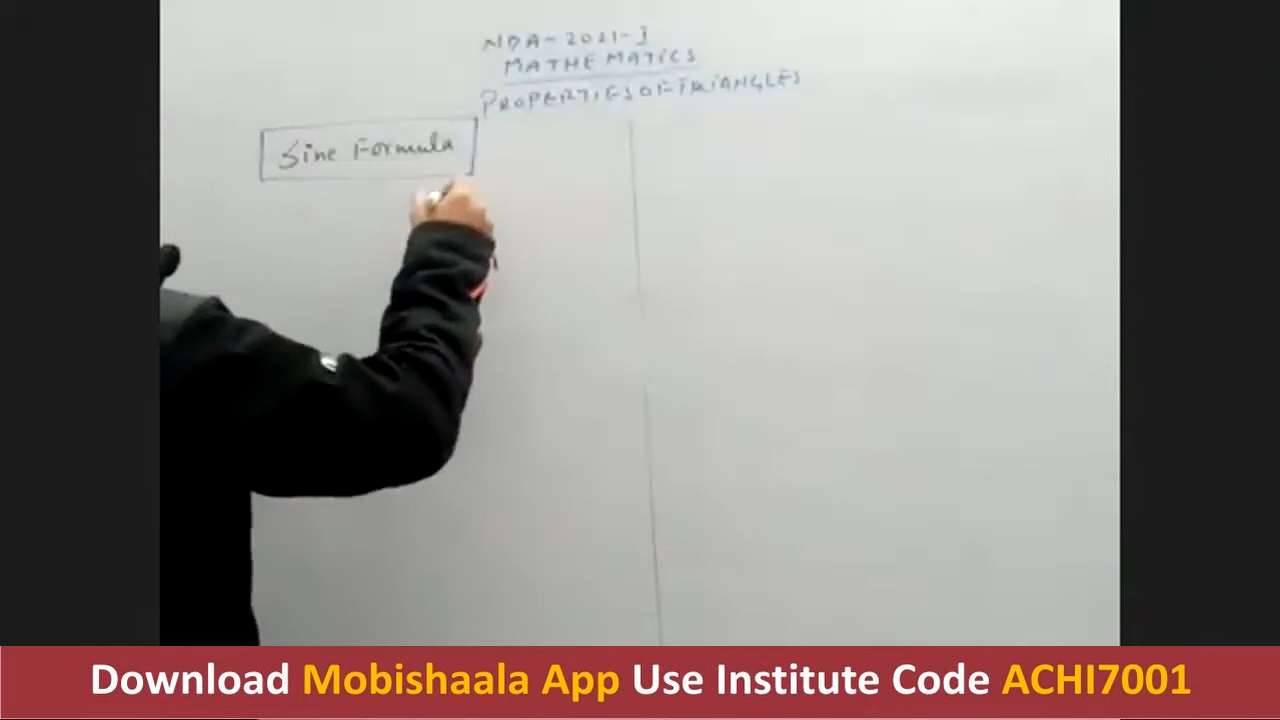 NDA-2021-I
MATHEMATICS
PROPERTIES OF TRIANGLES
Sine Formula
Download Mobishaala App Use Institute Code ACHI7001